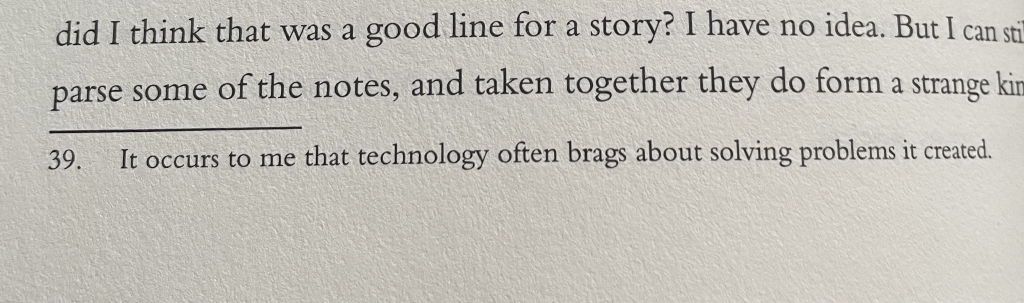 did I think that was a good line for a story? I have no idea. But I can
parse some of the notes, and taken together they do form a strange
39. It occurs to me that technology often brags about solving problems it created.